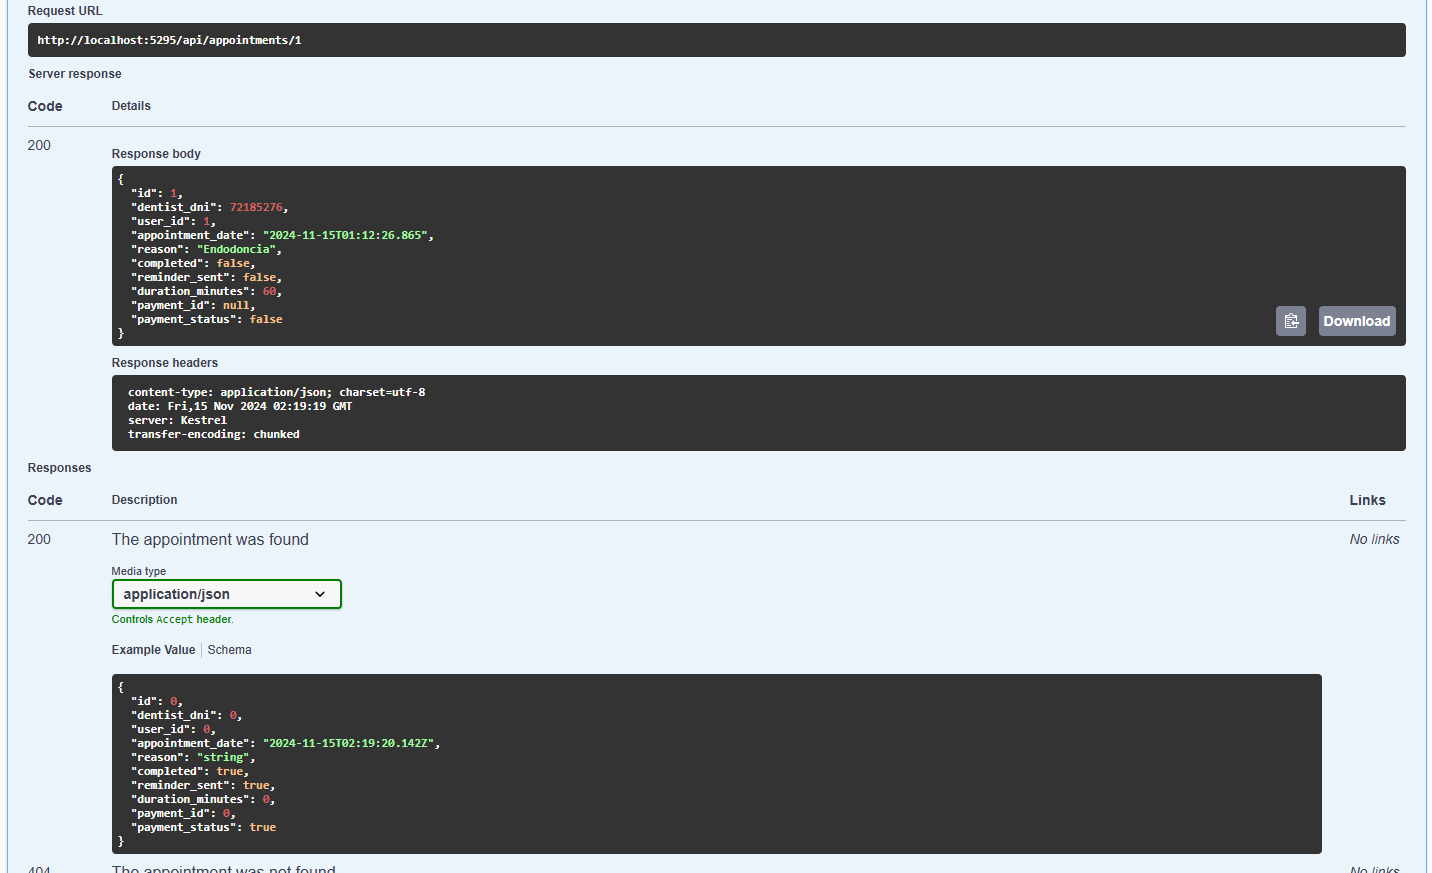 Request URL
http://localhost:5295/api/appointments/1
Server response
Code Details
200
Response body
{
"id": 1,
"dentist_dni": 72185276,
"user_id": 1,
"appointment_date": "2024-11-15T01:12:26.865",
"reason": "Endodoncia",
"completed": false,
"reminder_sent": false,
"duration_minutes": 60,
"payment_id": null,
"payment_status": false
}
Download
Response headers
content-type: application/json; charset=utf-8
date: Fri,15 Nov 2024 02:19:19 GMT
server: Kestrel
transfer-encoding: chunked
Responses
Code Description Links
200 The appointment was found No links
Media type
application/json
Controls Accept header.
Example Value Schema
{
"id": 0,
"dentist_dni": 0,
"user_id": 0,
"appointment_date": "2024-11-15T02:19:20.142Z",
"reason": "string",
"completed": true,
"reminder_sent": true,
"duration_minutes": 0,
"payment_id": 0,
"payment_status": true
}
404 The appointment was not found No links